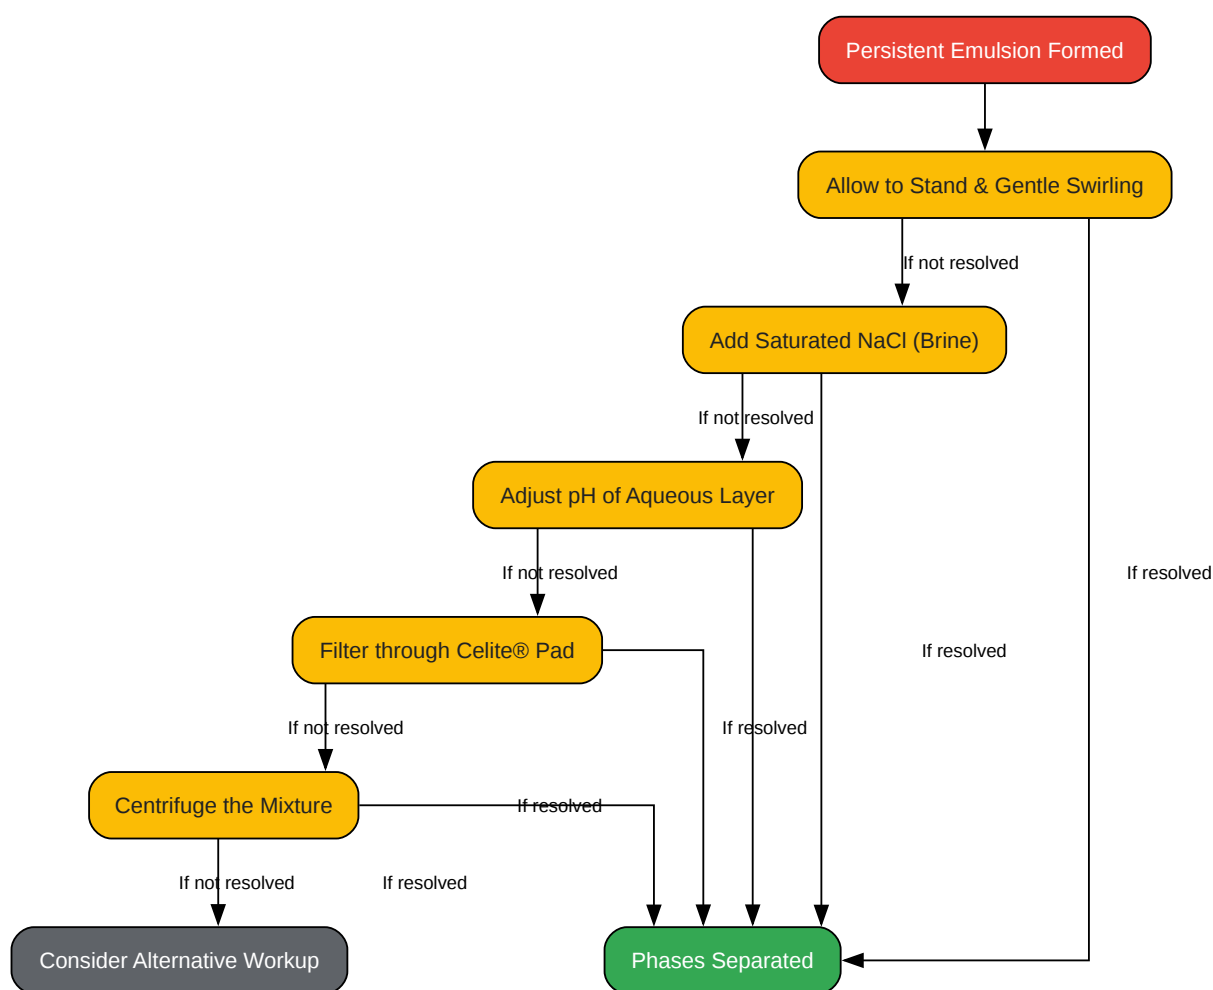 Persistent Emulsion Formed
Allow to Stand & Gentle Swirling
If not resolved
Add Saturated NaCl (Brine)
If not resolved
Adjust pH of Aqueous Layer
If not resolved
If resolved
Filter through Celite® Pad
If resolved
If not resolved
If resolved
Centrifuge the Mixture
If resolved
If not resolved
If resolved
Consider Alternative Workup
Phases Separated